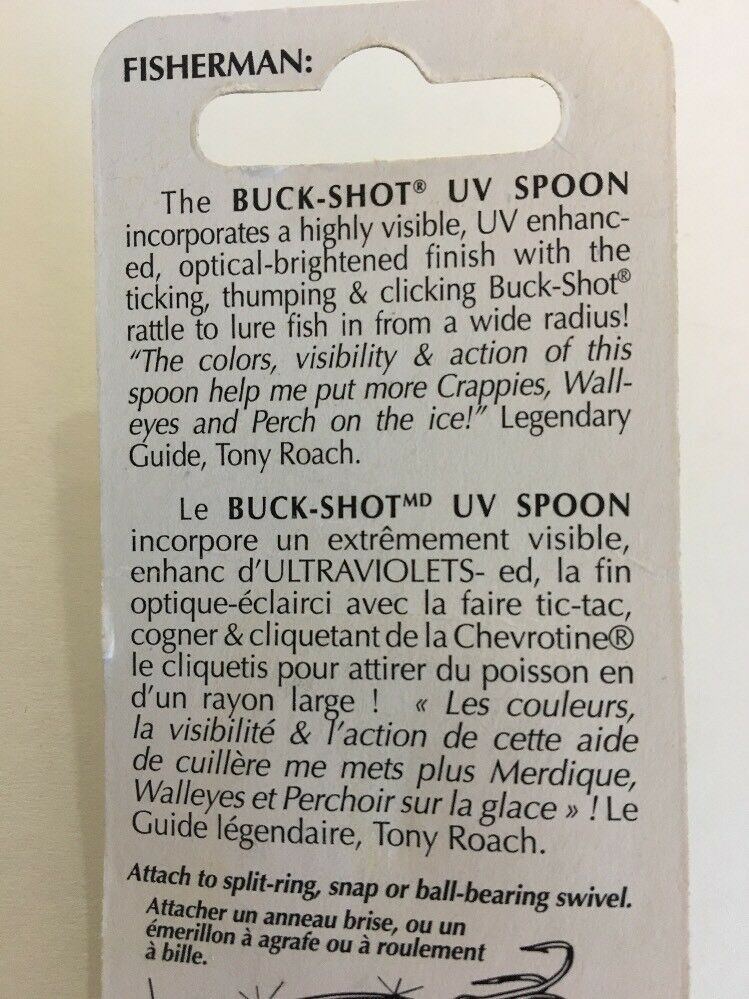 FISHERMAN:
The BUCK-SHOT® UV SPOON
incorporates a highly visible, UV enhanc-
ed, optical-brightened finish with the
ticking, thumping & clicking Buck-Shot®
rattle to lure fish in from a wide radius!
“The colors, visibility & action of this
spoon help me put more Crappies, Wall-
eyes and Perch on the ice!” Legendary
Guide, Tony Roach.
Le BUCK-SHOTᴹᴰ UV SPOON
incorpore un extrêmement visible,
enhanc d’ULTRAVIOLETS- ed, la fin
optique-éclairci avec la faire tic-tac,
cogner & cliquetant de la Chevrotine®
le cliquetis pour attirer du poisson en
d’un rayon large ! « Les couleurs,
la visibilité & l’action de cette aide
de cuillère me mets plus Merdique,
Walleyes et Perchoir sur la glace » ! Le
Guide légendaire, Tony Roach.
Attach to split-ring, snap or ball-bearing swivel.
Attacher un anneau brise, ou un
émerillon à agrafe ou à roulement
à bille.